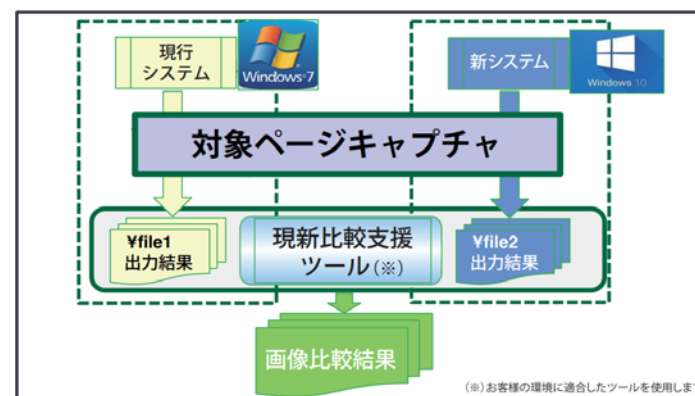 現行
システム
Windows 7
新システム
Windows 10
対象ページキャプチャ
¥file1
出力結果
現新比較支援
ツール(※)
¥file2
出力結果
画像比較結果
(※)お客様の環境に適合したツールを使用しま